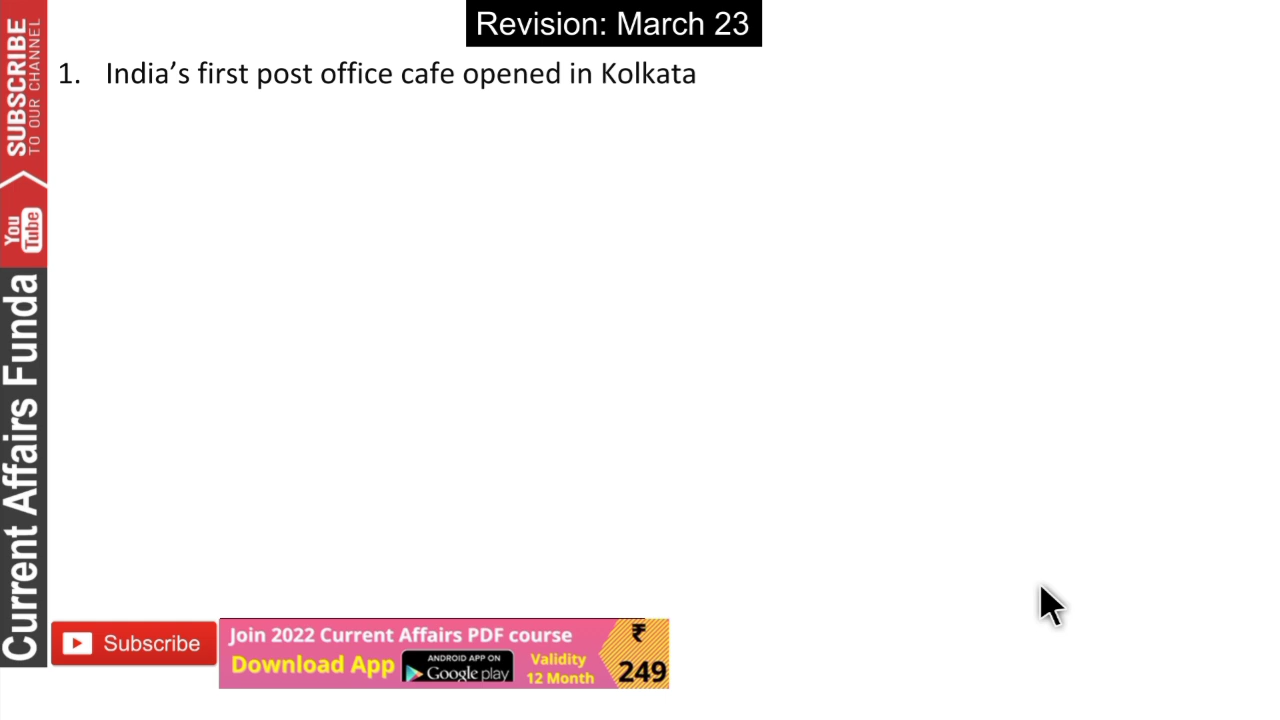 Revision: March 23
1. India’s first post office cafe opened in Kolkata
SUBSCRIBE
TO OUR CHANNEL
You
Tube
Current Affairs Funda
Subscribe
Join 2022 Current Affairs PDF course
Download App
ANDROID APP ON
Google play
Validity
12 Month
₹
249